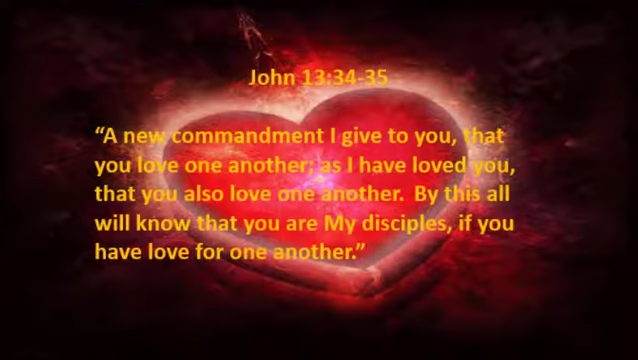 John 13:34-35
“A new commandment I give to you, that
you love one another; as I have loved you,
that you also love one another.  By this all
will know that you are My disciples, if you
have love for one another.”